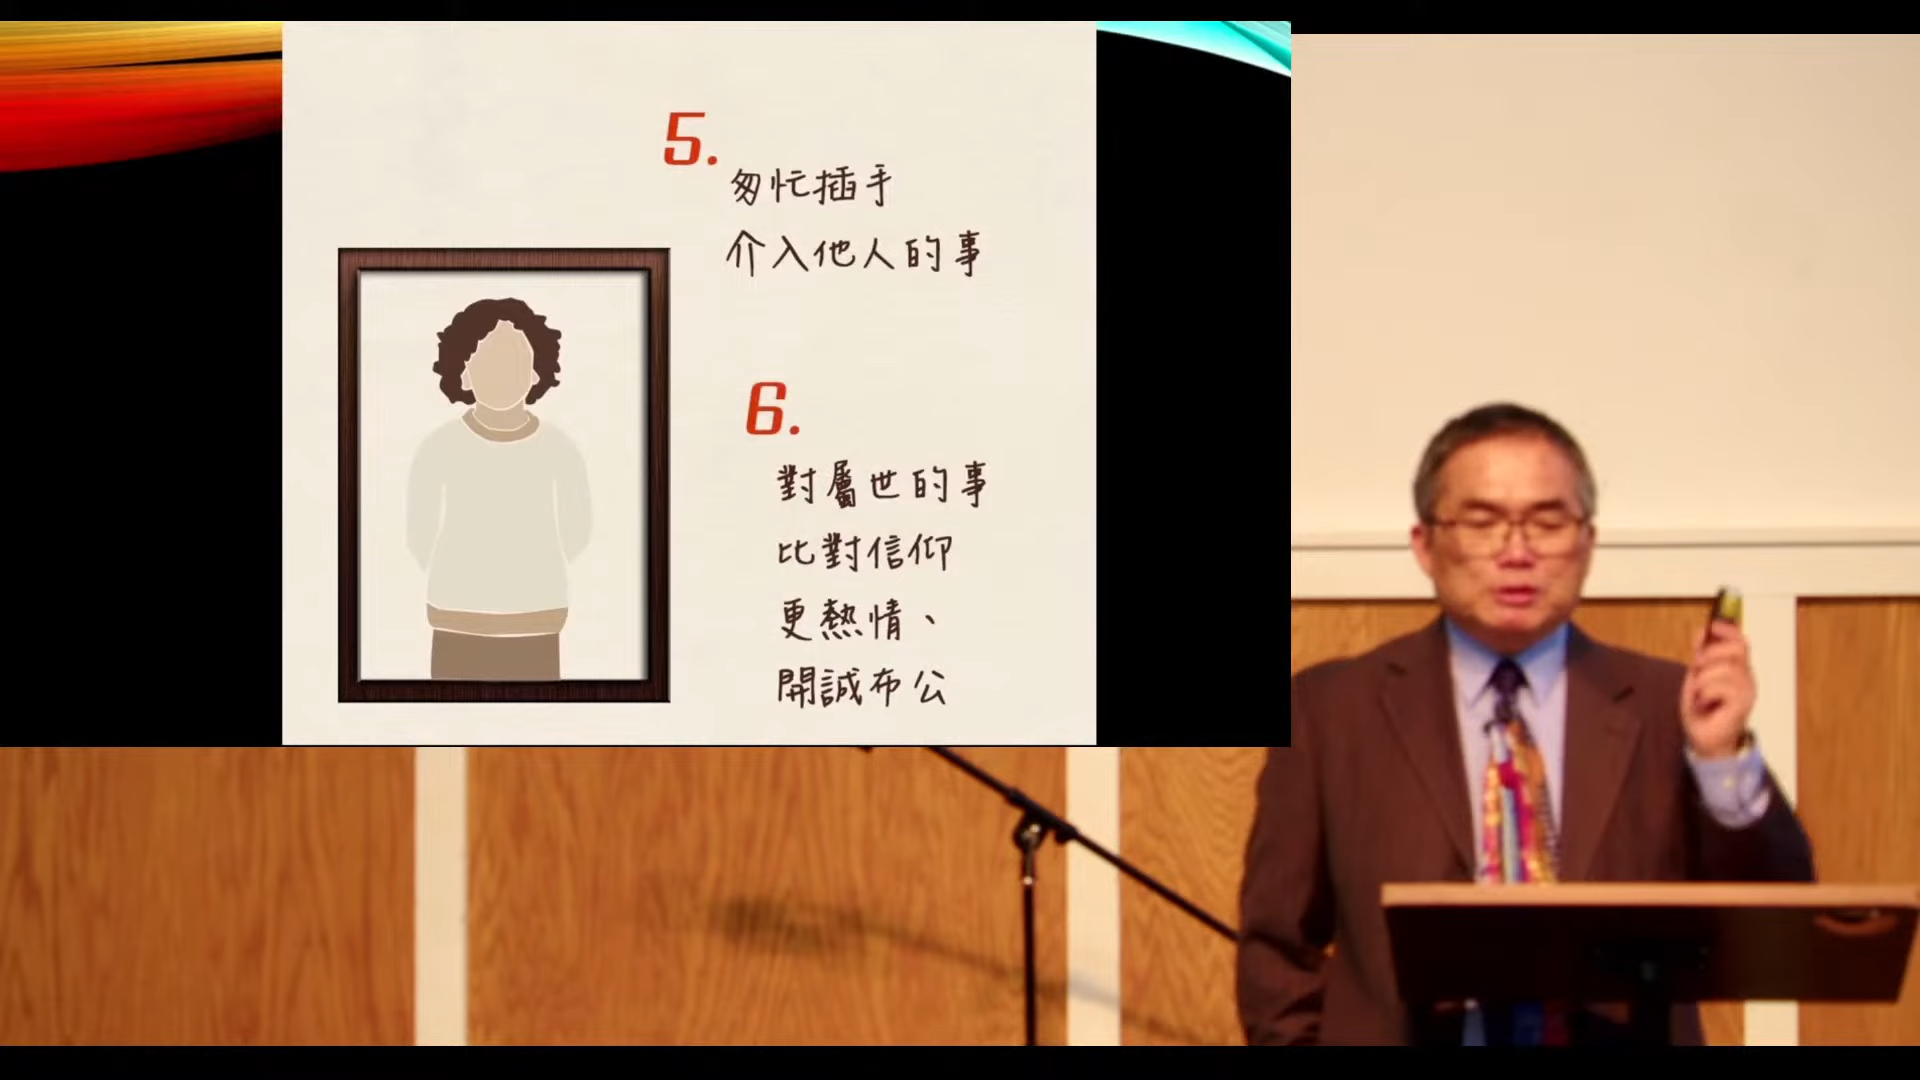 5.
匆忙插手
介入他人的事
6.
對屬世的事
比對信仰
更熱情、
開誠布公